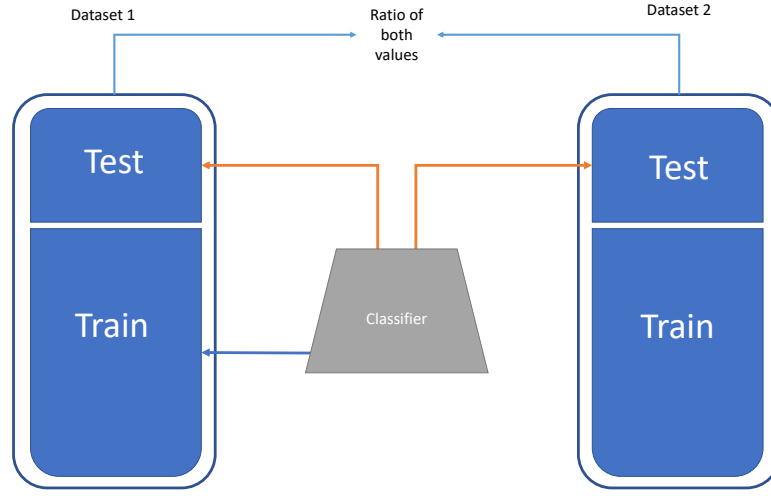 Dataset 1
Ratio of
both
values
Dataset 2
Test
Test
Train
Classifier
Train